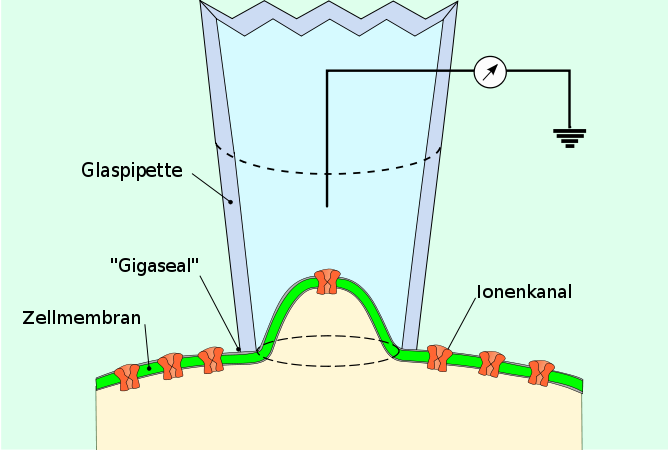 Glaspipette
"Gigaseal"
Ionenkanal
Zellmembran